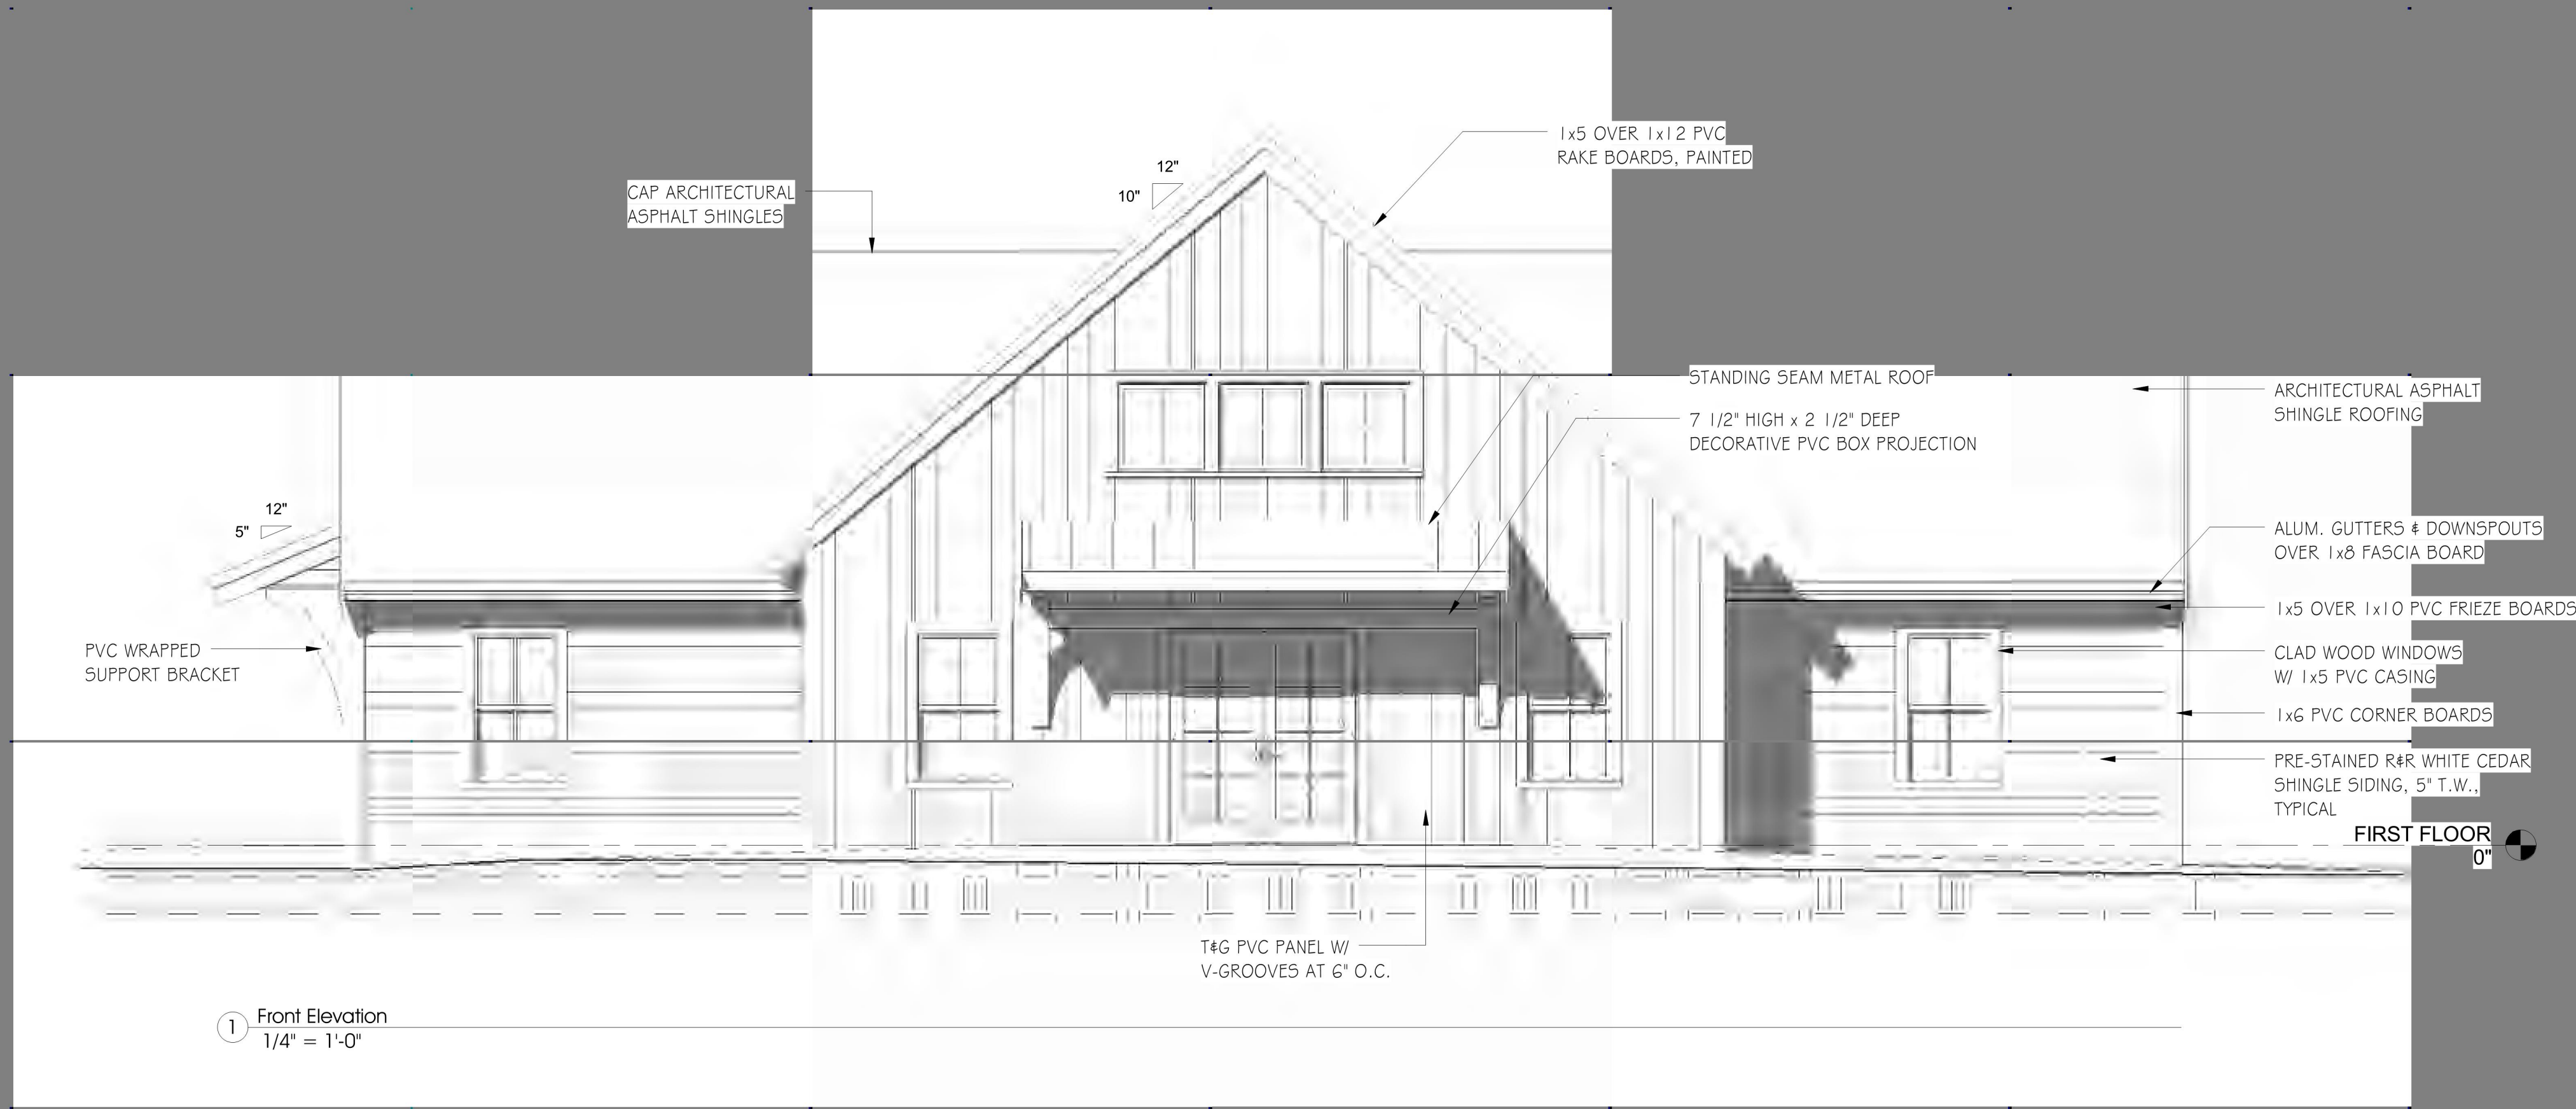 1x5 OVER 1x12 PVC
RAKE BOARDS, PAINTED
12"
10"
CAP ARCHITECTURAL
ASPHALT SHINGLES
STANDING SEAM METAL ROOF
7 1/2" HIGH x 2 1/2" DEEP
DECORATIVE PVC BOX PROJECTION
ARCHITECTURAL ASPHALT
SHINGLE ROOFING
12"
5"
ALUM. GUTTERS & DOWNSPOUTS
OVER 1x8 FASCIA BOARD
1x5 OVER 1x10 PVC FRIEZE BOARDS
PVC WRAPPED
SUPPORT BRACKET
CLAD WOOD WINDOWS
W/ 1x5 PVC CASING
1x6 PVC CORNER BOARDS
PRE-STAINED R&R WHITE CEDAR
SHINGLE SIDING, 5" T.W.,
TYPICAL
FIRST FLOOR
0"
T&G PVC PANEL W/
V-GROOVES AT 6" O.C.
1
Front Elevation
1/4" = 1'-0"